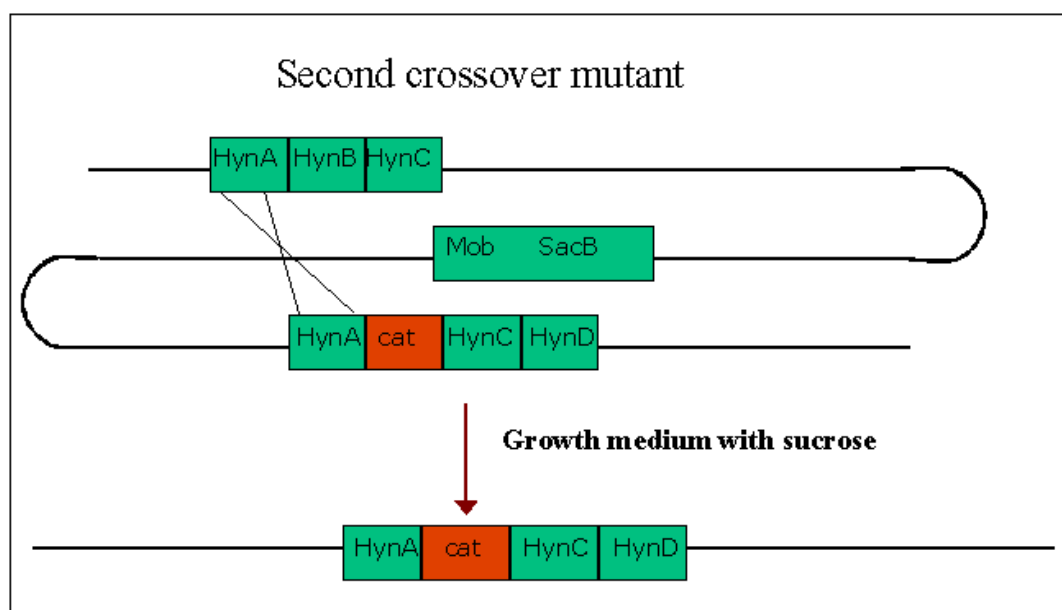 Second crossover mutant
HynA HynB HynC
Mob SacB
HynA cat HynC HynD
Growth medium with sucrose
HynA cat HynC HynD